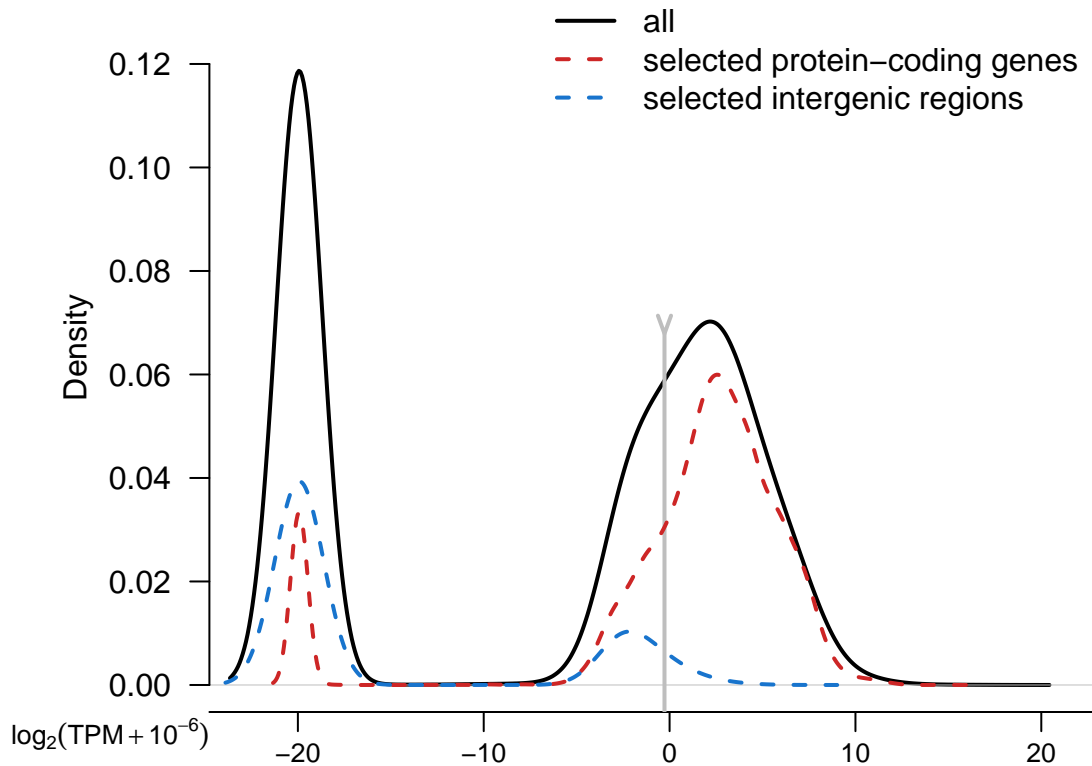 all
selected protein−coding genes
selected intergenic regions
Density
0.12
0.10
0.08
0.06
0.04
0.02
0.00
log₂(TPM + 10⁻⁶)
−20 −10 0 10 20